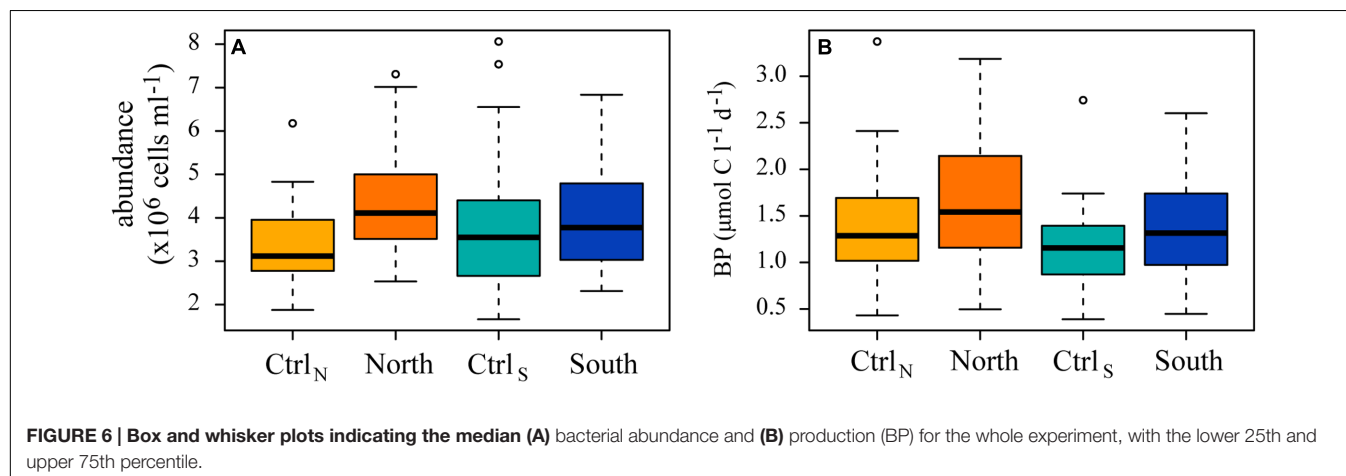 A
abundance
(x10⁶ cells ml⁻¹)
8
7
6
5
4
3
2
Ctrl_N North Ctrl_S South
B
BP (μmol C l⁻¹ d⁻¹)
3.0
2.5
2.0
1.5
1.0
0.5
Ctrl_N North Ctrl_S South
FIGURE 6 | Box and whisker plots indicating the median (A) bacterial abundance and (B) production (BP) for the whole experiment, with the lower 25th and
upper 75th percentile.